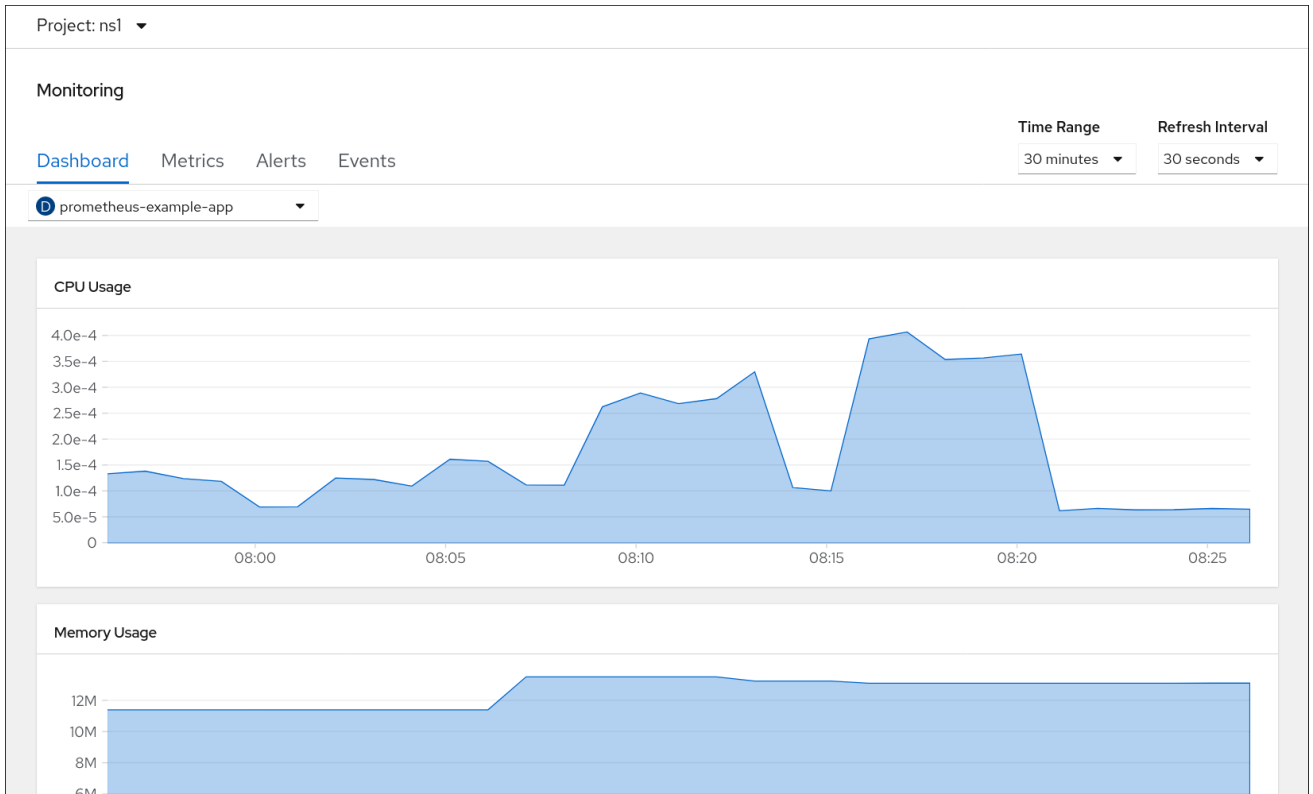 Project: ns1
Monitoring
Time Range Refresh Interval
Dashboard Metrics Alerts Events
30 minutes 30 seconds
D prometheus-example-app
CPU Usage
4.0e-4
3.5e-4
3.0e-4
2.5e-4
2.0e-4
1.5e-4
1.0e-4
5.0e-5
0
08:00 08:05 08:10 08:15 08:20 08:25
Memory Usage
12M
10M
8M
6M